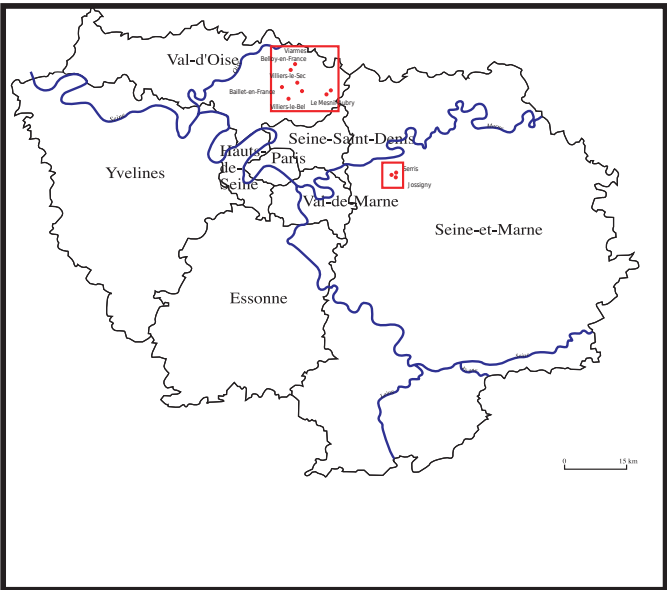 Viarmes
Val-d'Oise
Belloy-en-France
Villiers-le-Sec
Baillet-en-France
Le Mesnil-Aubry
Villiers-le-Bel
Seine
Seine-Saint-Denis
Hauts-
de-
Seine
Paris
Serris
Jossigny
Yvelines
Val-de-Marne
Seine-et-Marne
Essonne
Seine
0 15 km